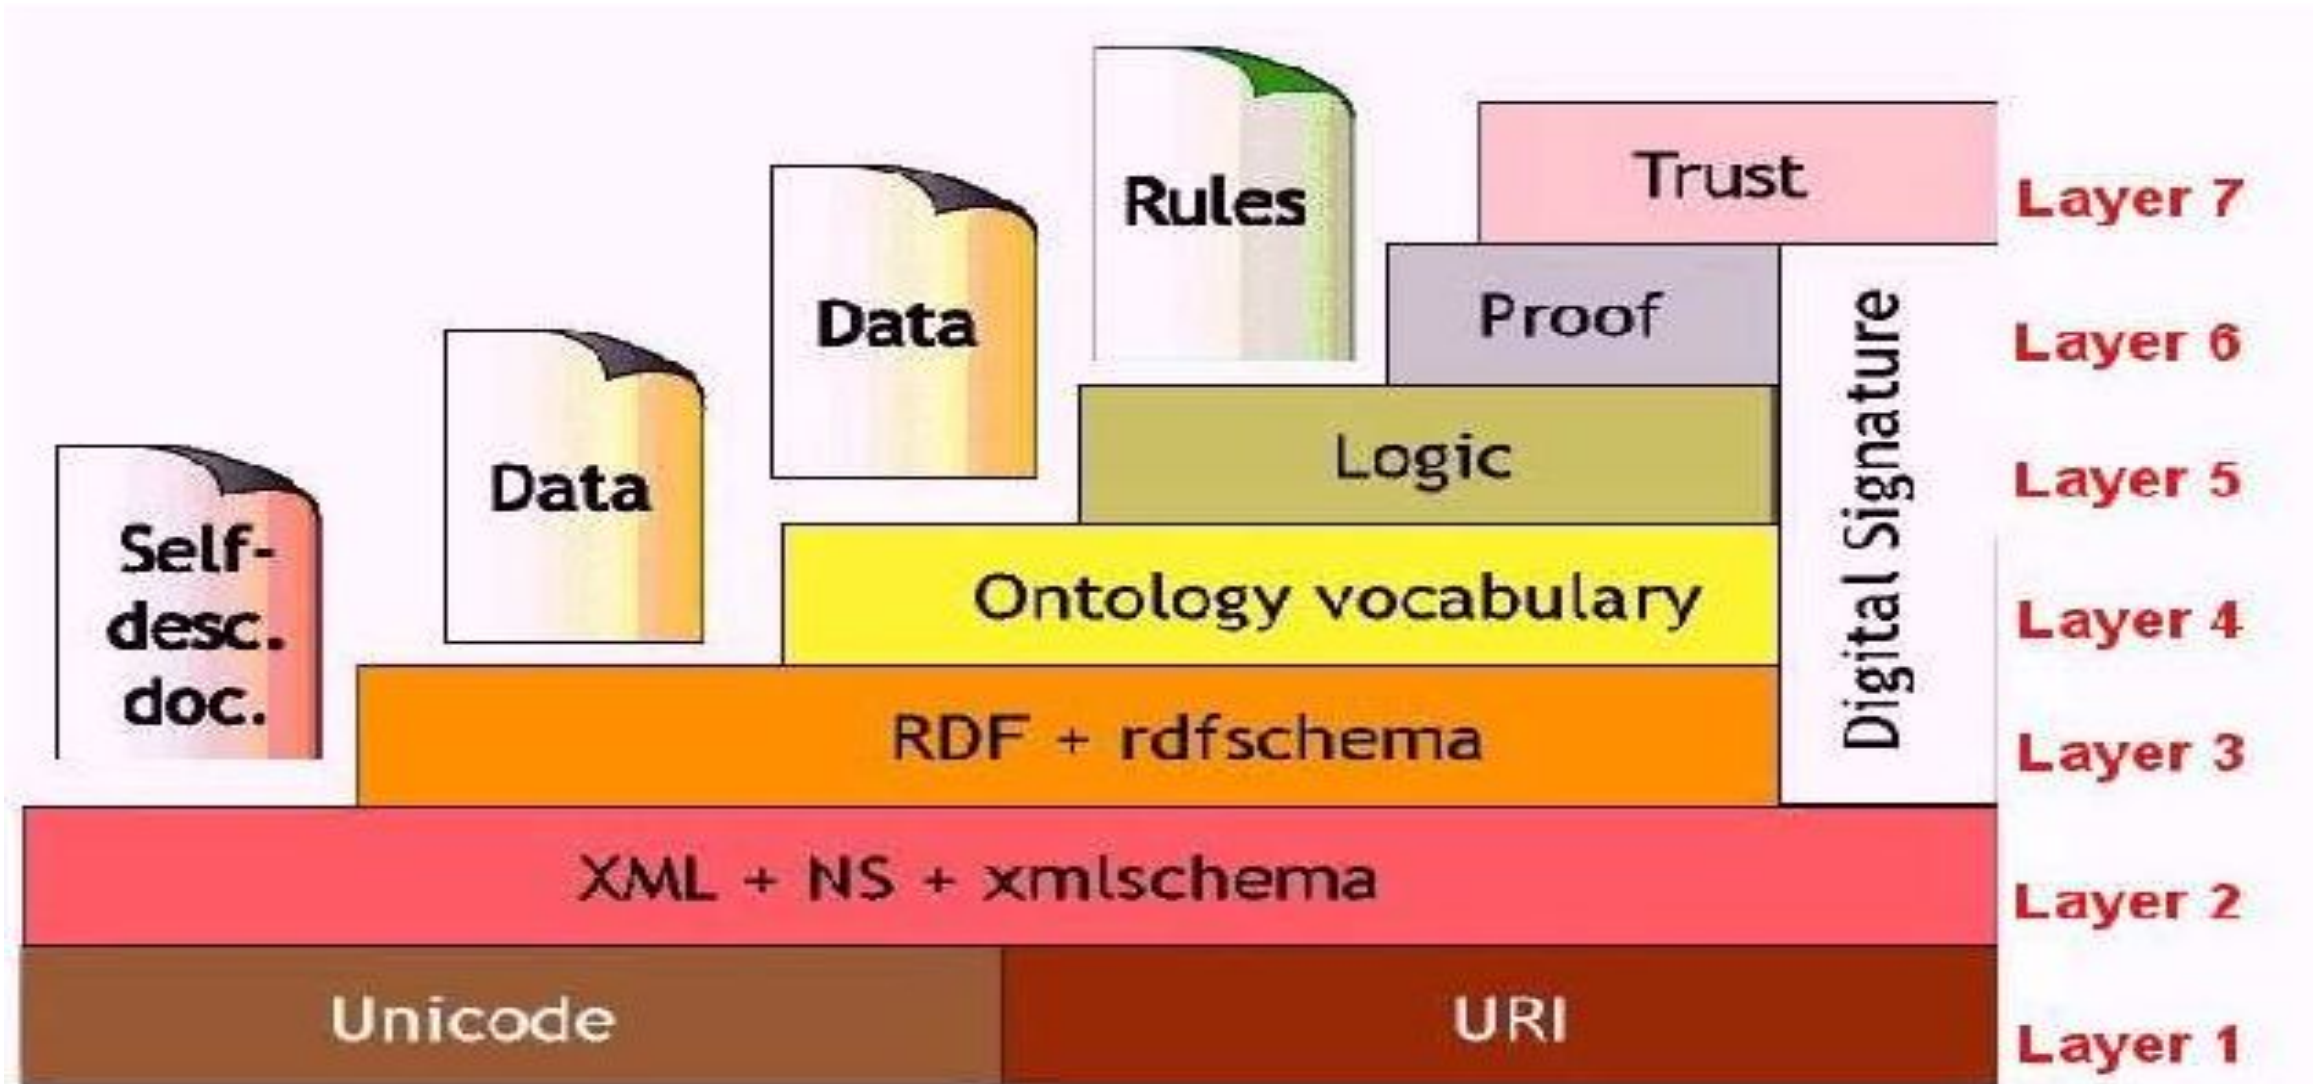 Rules
Trust
Layer 7
Data
Proof
Layer 6
Data
Logic
Layer 5
Self-
desc.
doc.
Ontology vocabulary
Digital Signature
Layer 4
RDF + rdfschema
Layer 3
XML + NS + xmlschema
Layer 2
Unicode
URI
Layer 1